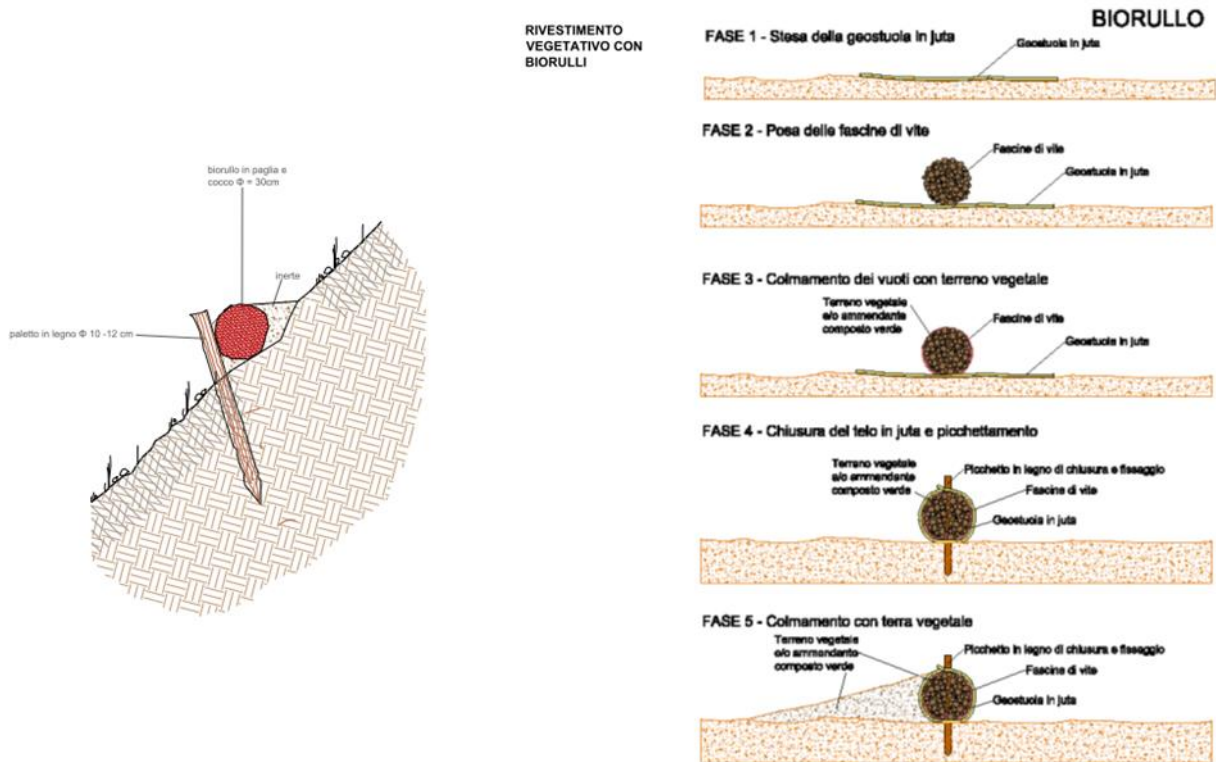 RIVESTIMENTO
VEGETATIVO CON
BIORULLI
biorullo in paglia e
cocco Φ = 30cm
inerte
paletto in legno Φ 10 -12 cm
BIORULLO
FASE 1 - Stesa della geostuoia in juta
Geostuoia in juta
FASE 2 - Posa delle fascine di vite
Fascine di vite
Geostuoia in juta
FASE 3 - Colmamento dei vuoti con terreno vegetale
Terreno vegetale
e/o ammendante
composto verde
Fascine di vite
Geostuoia in juta
FASE 4 - Chiusura del telo in juta e picchettamento
Terreno vegetale
e/o ammendante
composto verde
Picchetto in legno di chiusura e fissaggio
Fascine di vite
Geostuoia in juta
FASE 5 - Colmamento con terra vegetale
Terreno vegetale
e/o ammendante
composto verde
Picchetto in legno di chiusura e fissaggio
Fascine di vite
Geostuoia in juta